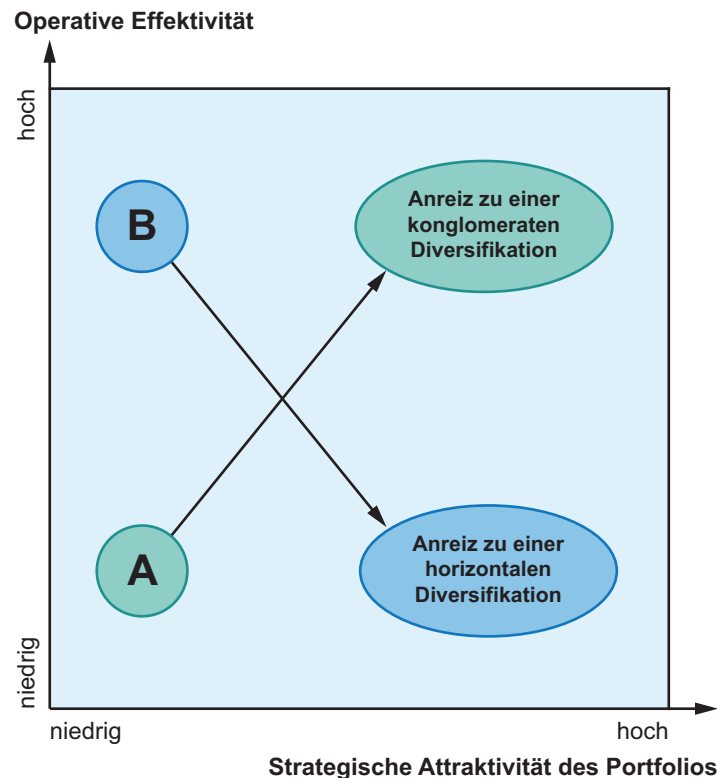 Operative Effektivität
hoch
B
Anreiz zu einer
konglomeraten
Diversifikation
A
Anreiz zu einer
horizontalen
Diversifikation
niedrig
niedrig
hoch
Strategische Attraktivität des Portfolios